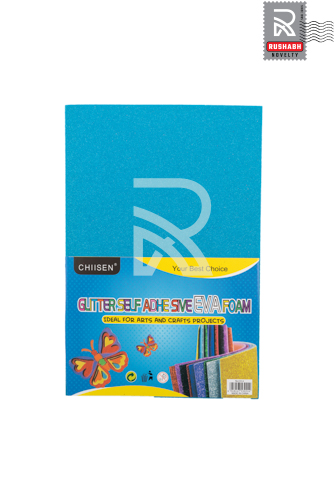 RUSHABH
NOVELTY
CHIISEN®
Your Best Choice
GLITTER SELF ADHESIVE EVA FOAM
IDEAL FOR ARTS AND CRAFTS PROJECTS